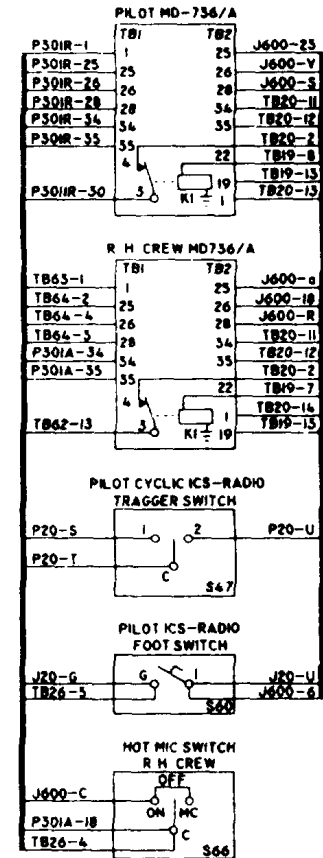 PILOT MD-736/A
TB1 TB2
P301R-1 1 25 J600-25
P301R-25 25 26 J600-V
P301R-26 26 28 J600-S
P301R-28 28 34 TB20-11
P301R-34 34 35 TB20-12
P301R-35 35 TB20-2
4 22 TB19-8
19 TB19-13
P301IR-30 3 K1 1 TB20-13
R H CREW MD736/A
TB1 TB2
TB63-1 1 25 J600-a
TB64-2 25 26 J600-18
TB64-4 26 28 J600-R
TB64-3 28 34 TB20-11
P301A-34 34 35 TB20-12
P301A-35 35 TB20-2
4 22 TB19-7
1 TB20-14
TB62-13 3 K1 19 TB19-13
PILOT CYCLIC ICS-RADIO
TRAGGER SWITCH
P20-S 1 2 P20-U
P20-T C
S47
PILOT ICS-RADIO
FOOT SWITCH
J20-G G 1 J20-U
TB26-5 S60 J600-6
HOT MIC SWITCH
R H CREW
OFF
J600-C ON MC
P301A-18 C
TB26-4 S66